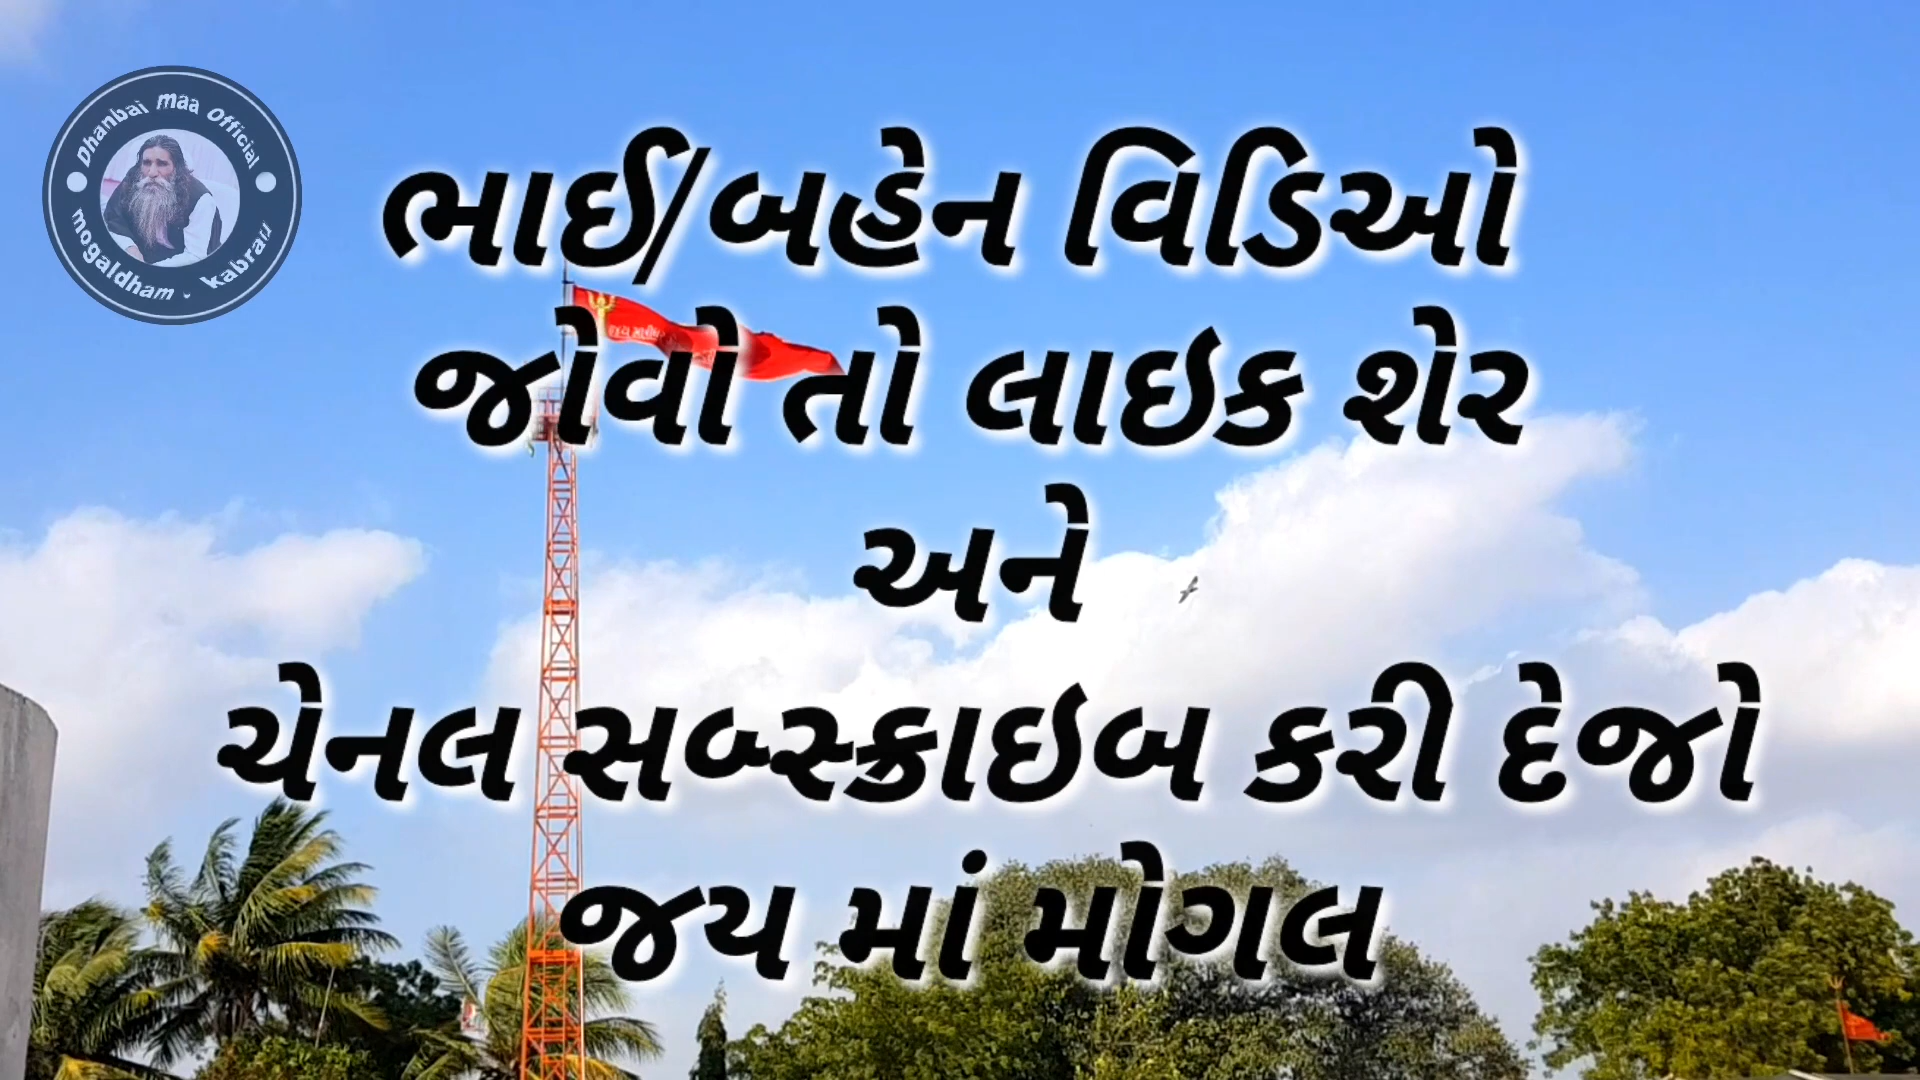 Dhanbai maa Official
mogaldham - kabrau
ભાઈ/બહેન વિડિઓ
જોવો તો લાઇક શેર
અને
ચેનલ સબ્સ્ક્રાઇબ કરી દેજો
જય માં મોગલ